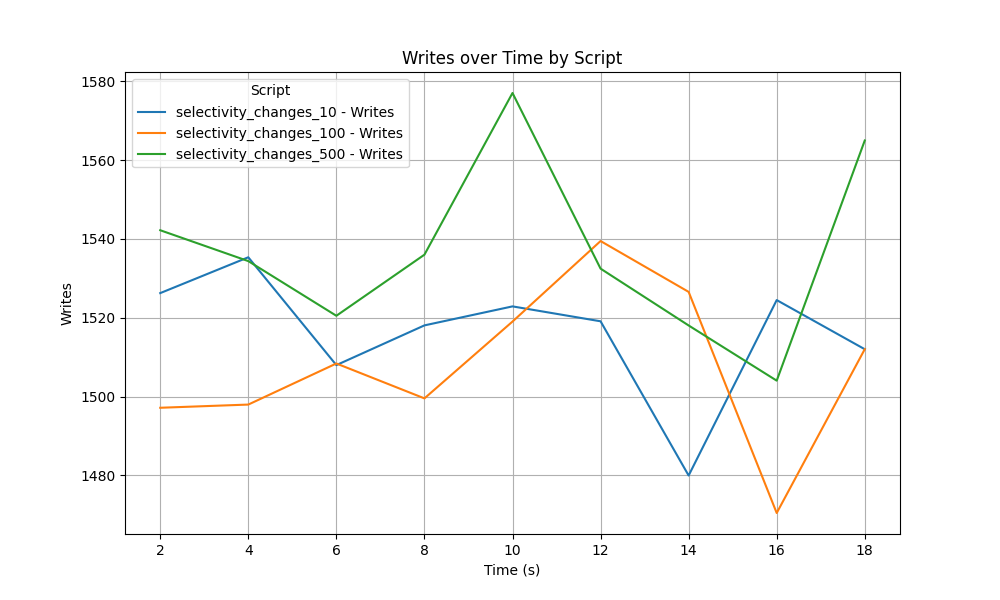 Writes over Time by Script
Script
selectivity_changes_10 - Writes
selectivity_changes_100 - Writes
selectivity_changes_500 - Writes
1580
1560
1540
1520
1500
1480
Writes
2 4 6 8 10 12 14 16 18
Time (s)